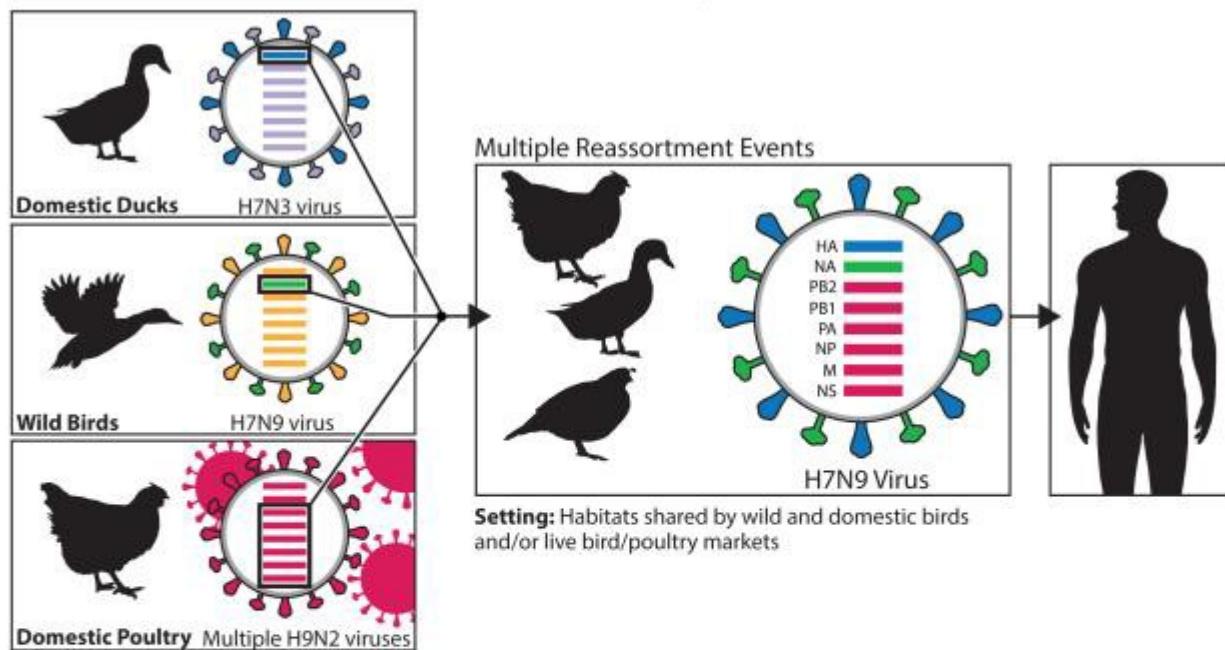 Domestic Ducks
H7N3 virus
Wild Birds
H7N9 virus
Domestic Poultry
Multiple H9N2 viruses
Multiple Reassortment Events
HA
NA
PB2
PB1
PA
NP
M
NS
H7N9 Virus
Setting: Habitats shared by wild and domestic birds
and/or live bird/poultry markets